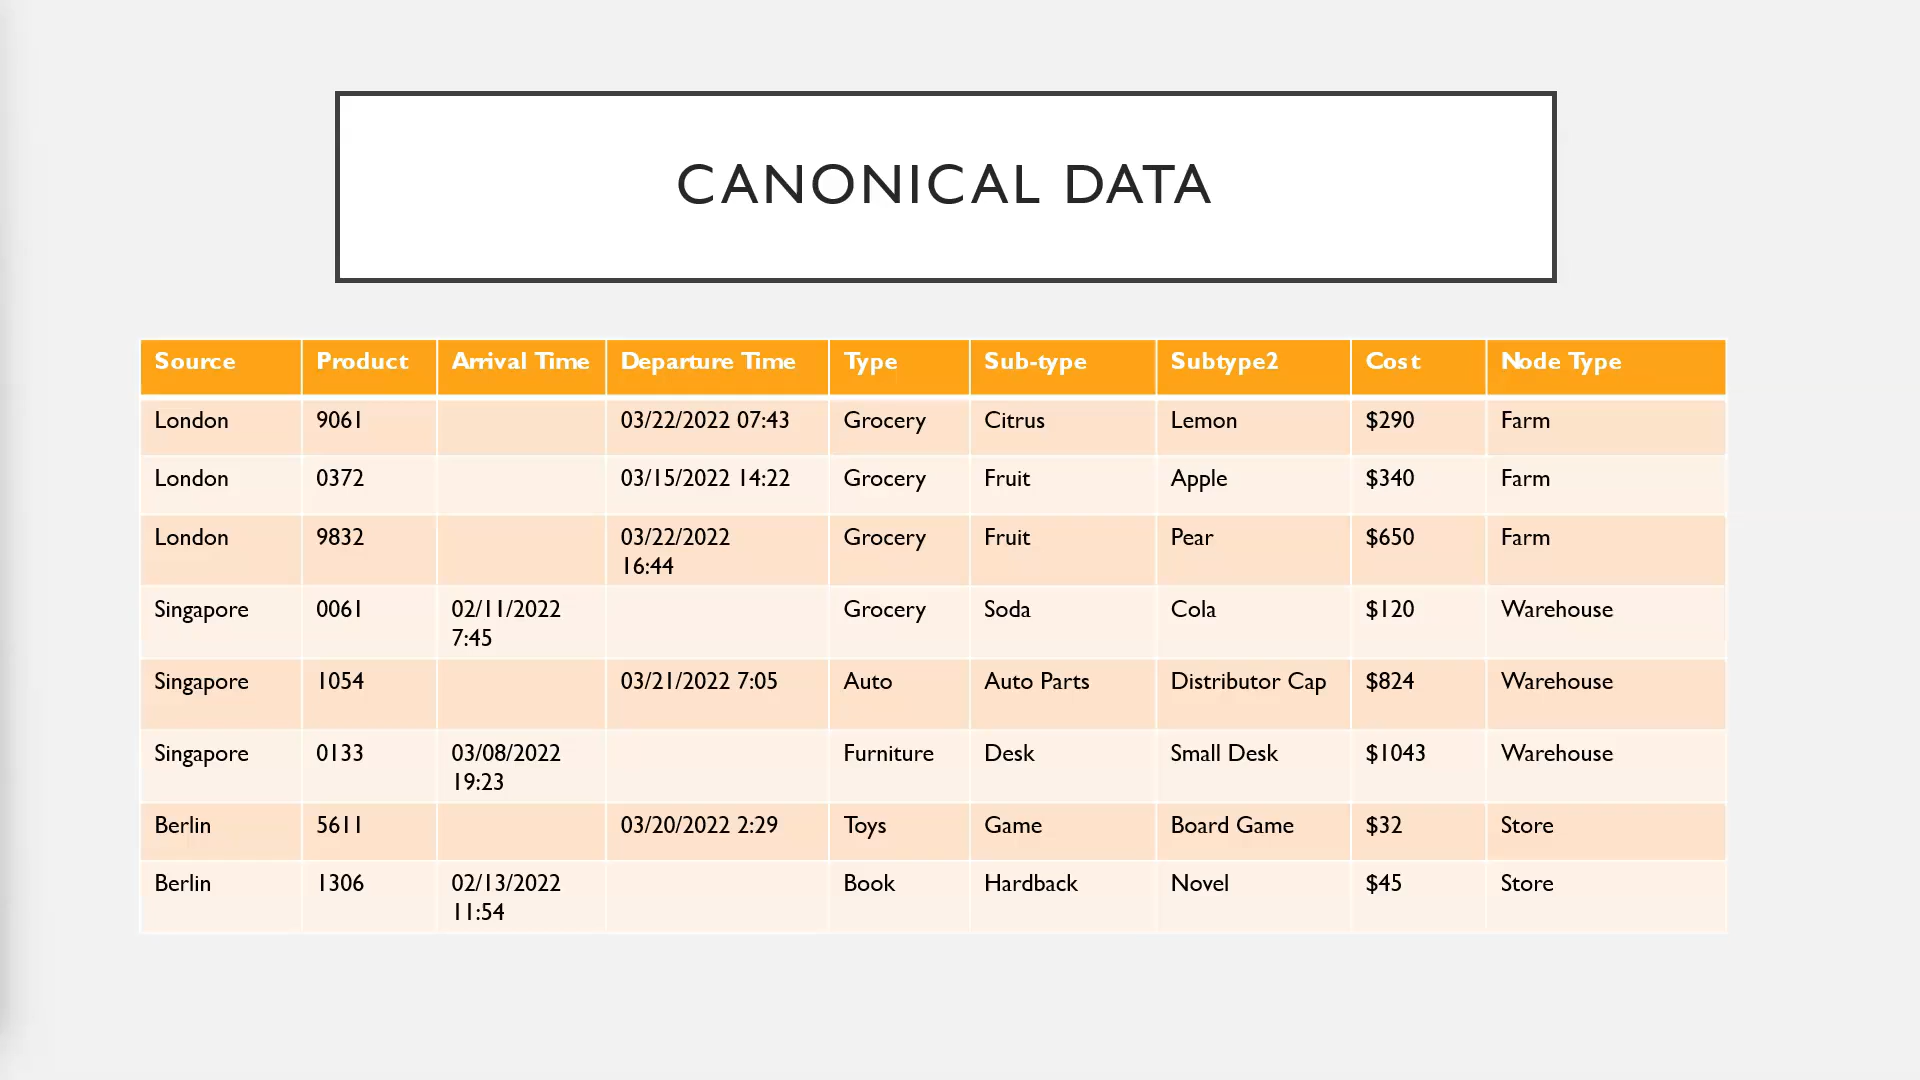 CANONICAL DATA
Source Product Arrival Time Departure Time Type Sub-type Subtype2 Cost Node Type
London 9061 03/22/2022 07:43 Grocery Citrus Lemon $290 Farm
London 0372 03/15/2022 14:22 Grocery Fruit Apple $340 Farm
London 9832 03/22/2022 Grocery Fruit Pear $650 Farm
16:44
Singapore 0061 02/11/2022 Grocery Soda Cola $120 Warehouse
7:45
Singapore 1054 03/21/2022 7:05 Auto Auto Parts Distributor Cap $824 Warehouse
Singapore 0133 03/08/2022 Furniture Desk Small Desk $1043 Warehouse
19:23
Berlin 5611 03/20/2022 2:29 Toys Game Board Game $32 Store
Berlin 1306 02/13/2022 Book Hardback Novel $45 Store
11:54